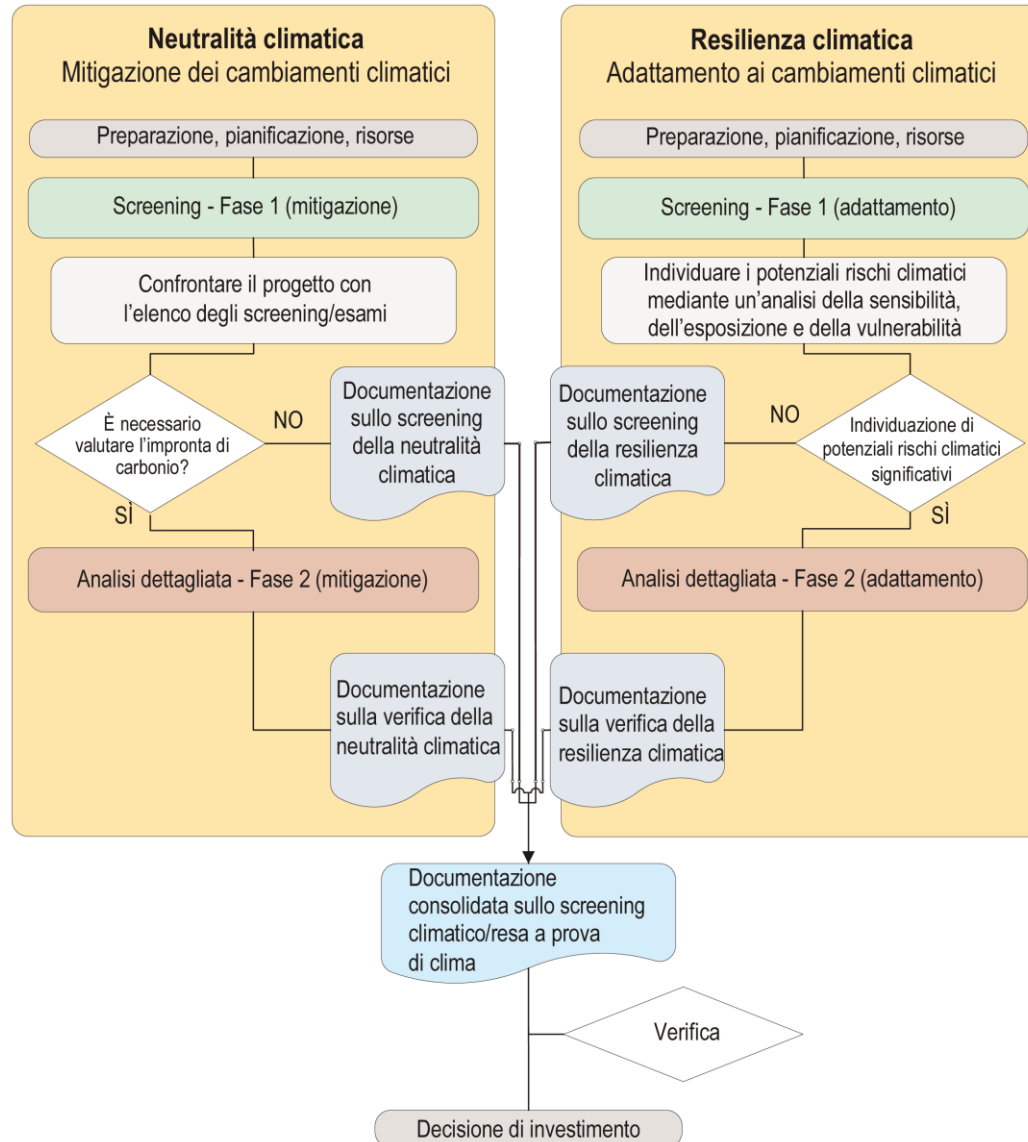 Neutralità climatica
Mitigazione dei cambiamenti climatici
Preparazione, pianificazione, risorse
Screening - Fase 1 (mitigazione)
Confrontare il progetto con
l'elenco degli screening/esami
È necessario
valutare l'impronta di
carbonio?
NO
SÌ
Documentazione
sullo screening
della neutralità
climatica
Analisi dettagliata - Fase 2 (mitigazione)
Documentazione
sulla verifica della
neutralità climatica
Resilienza climatica
Adattamento ai cambiamenti climatici
Preparazione, pianificazione, risorse
Screening - Fase 1 (adattamento)
Individuare i potenziali rischi climatici
mediante un'analisi della sensibilità,
dell'esposizione e della vulnerabilità
Documentazione
sullo screening
della resilienza
climatica
NO
Individuazione di
potenziali rischi climatici
significativi
SÌ
Analisi dettagliata - Fase 2 (adattamento)
Documentazione
sulla verifica della
resilienza climatica
Documentazione
consolidata sullo screening
climatico/resa a prova
di clima
Verifica
Decisione di investimento